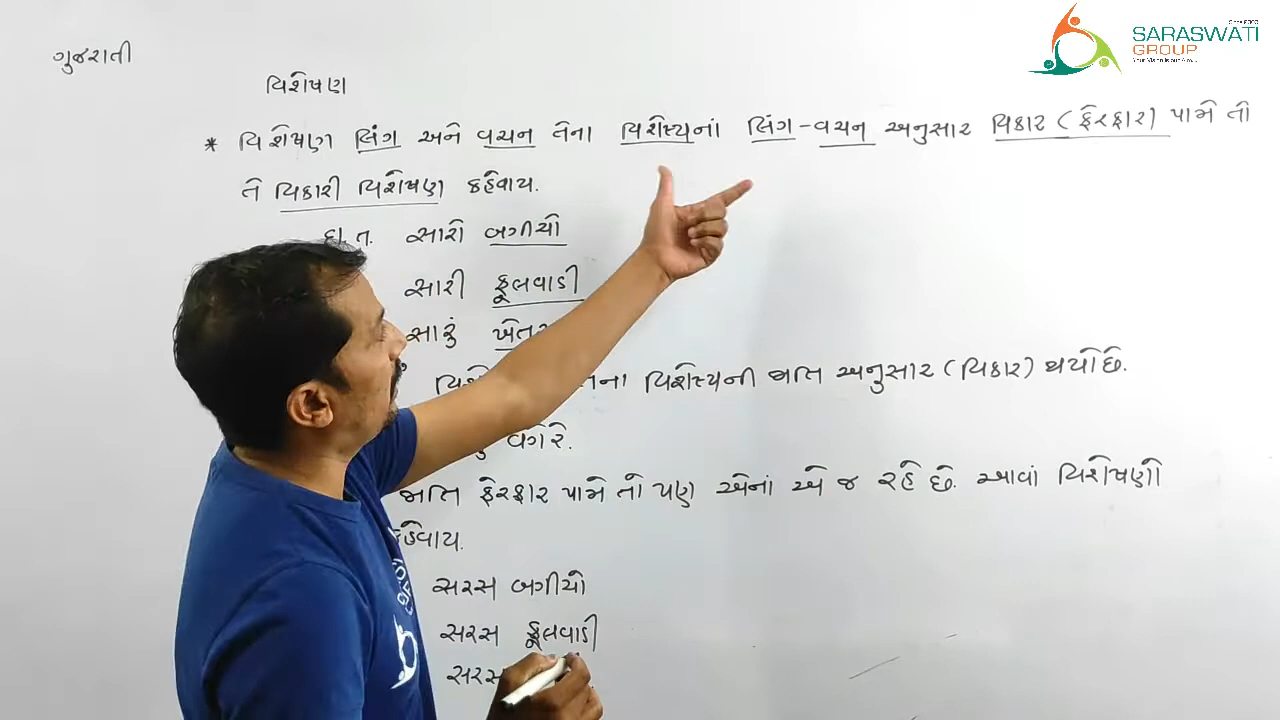 SARASWATI
GROUP
ગુજરાતી
વિશેષણ
* વિશેષણ લિંગ અને વચન તેના વિશેષ્યનાં લિંગ-વચન અનુસાર વિકાર (ફેરફાર) પામે તો
તે વિકારી વિશેષણ કહેવાય.
દા.ત. સારો બગીચો
સારી ફૂલવાડી
સારું
વિશેષ્યની જાતિ અનુસાર (વિકાર) થયો છે.
વગેરે.
જાતિ ફેરફાર પામે તો પણ એનાં એ જ રહે છે. આવાં વિશેષણો
સરસ બગીચો
સરસ ફૂલવાડી